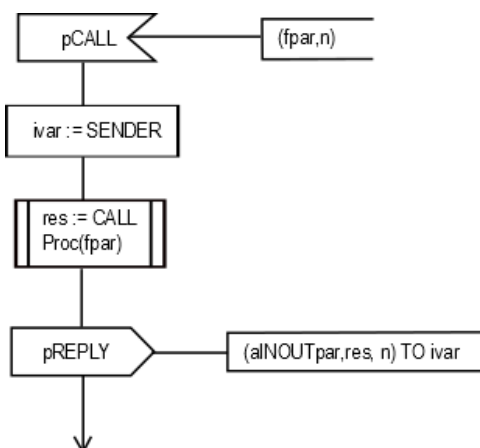 pCALL
(fpar,n)
ivar := SENDER
res := CALL
Proc(fpar)
pREPLY
(aINOUTpar,res, n) TO ivar